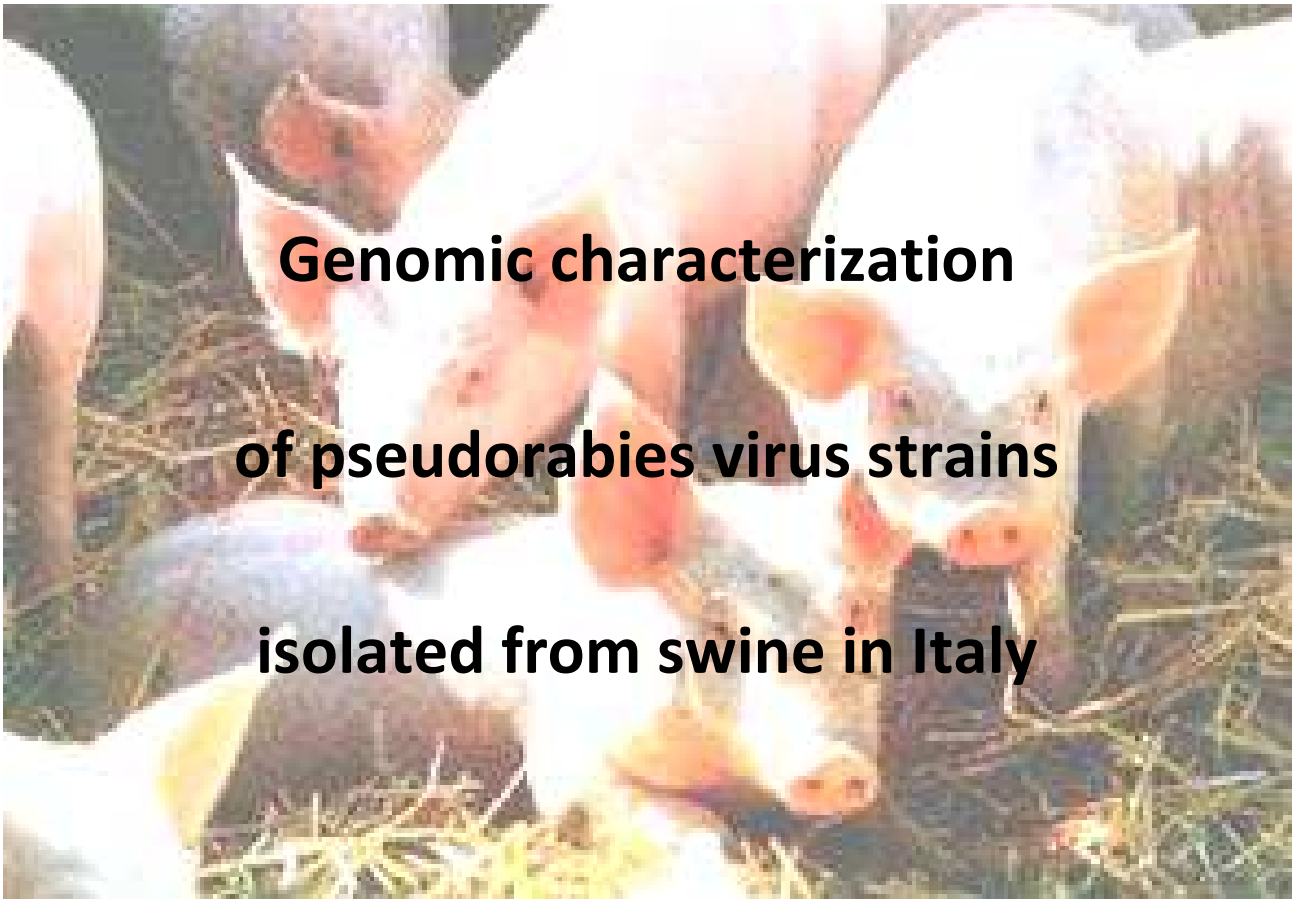 Genomic characterization
of pseudorabies virus strains
isolated from swine in Italy